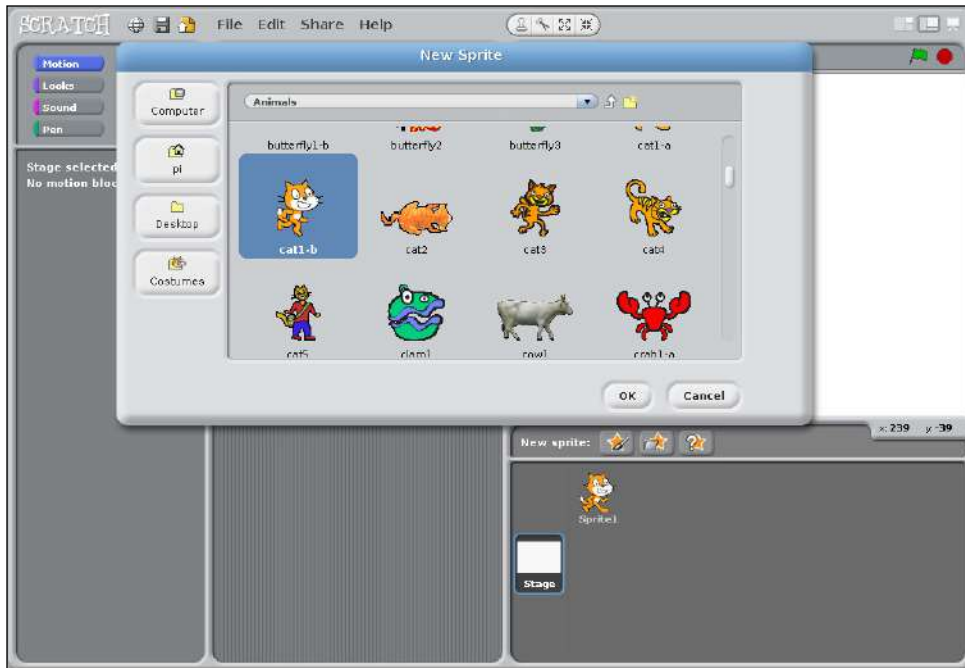 SCRATCH File Edit Share Help
New Sprite
Motion
Looks
Sound
Pen
Stage selected
No motion bloc
Computer
pi
Desktop
Costumes
Animals
butterfly1-b butterfly2 butterfly3 cat1-a
cat1-b cat2 cat3 cat4
cat5 clam1 cow1 crab1-a
OK Cancel
x: 239 y: -39
New sprite:
Sprite1
Stage